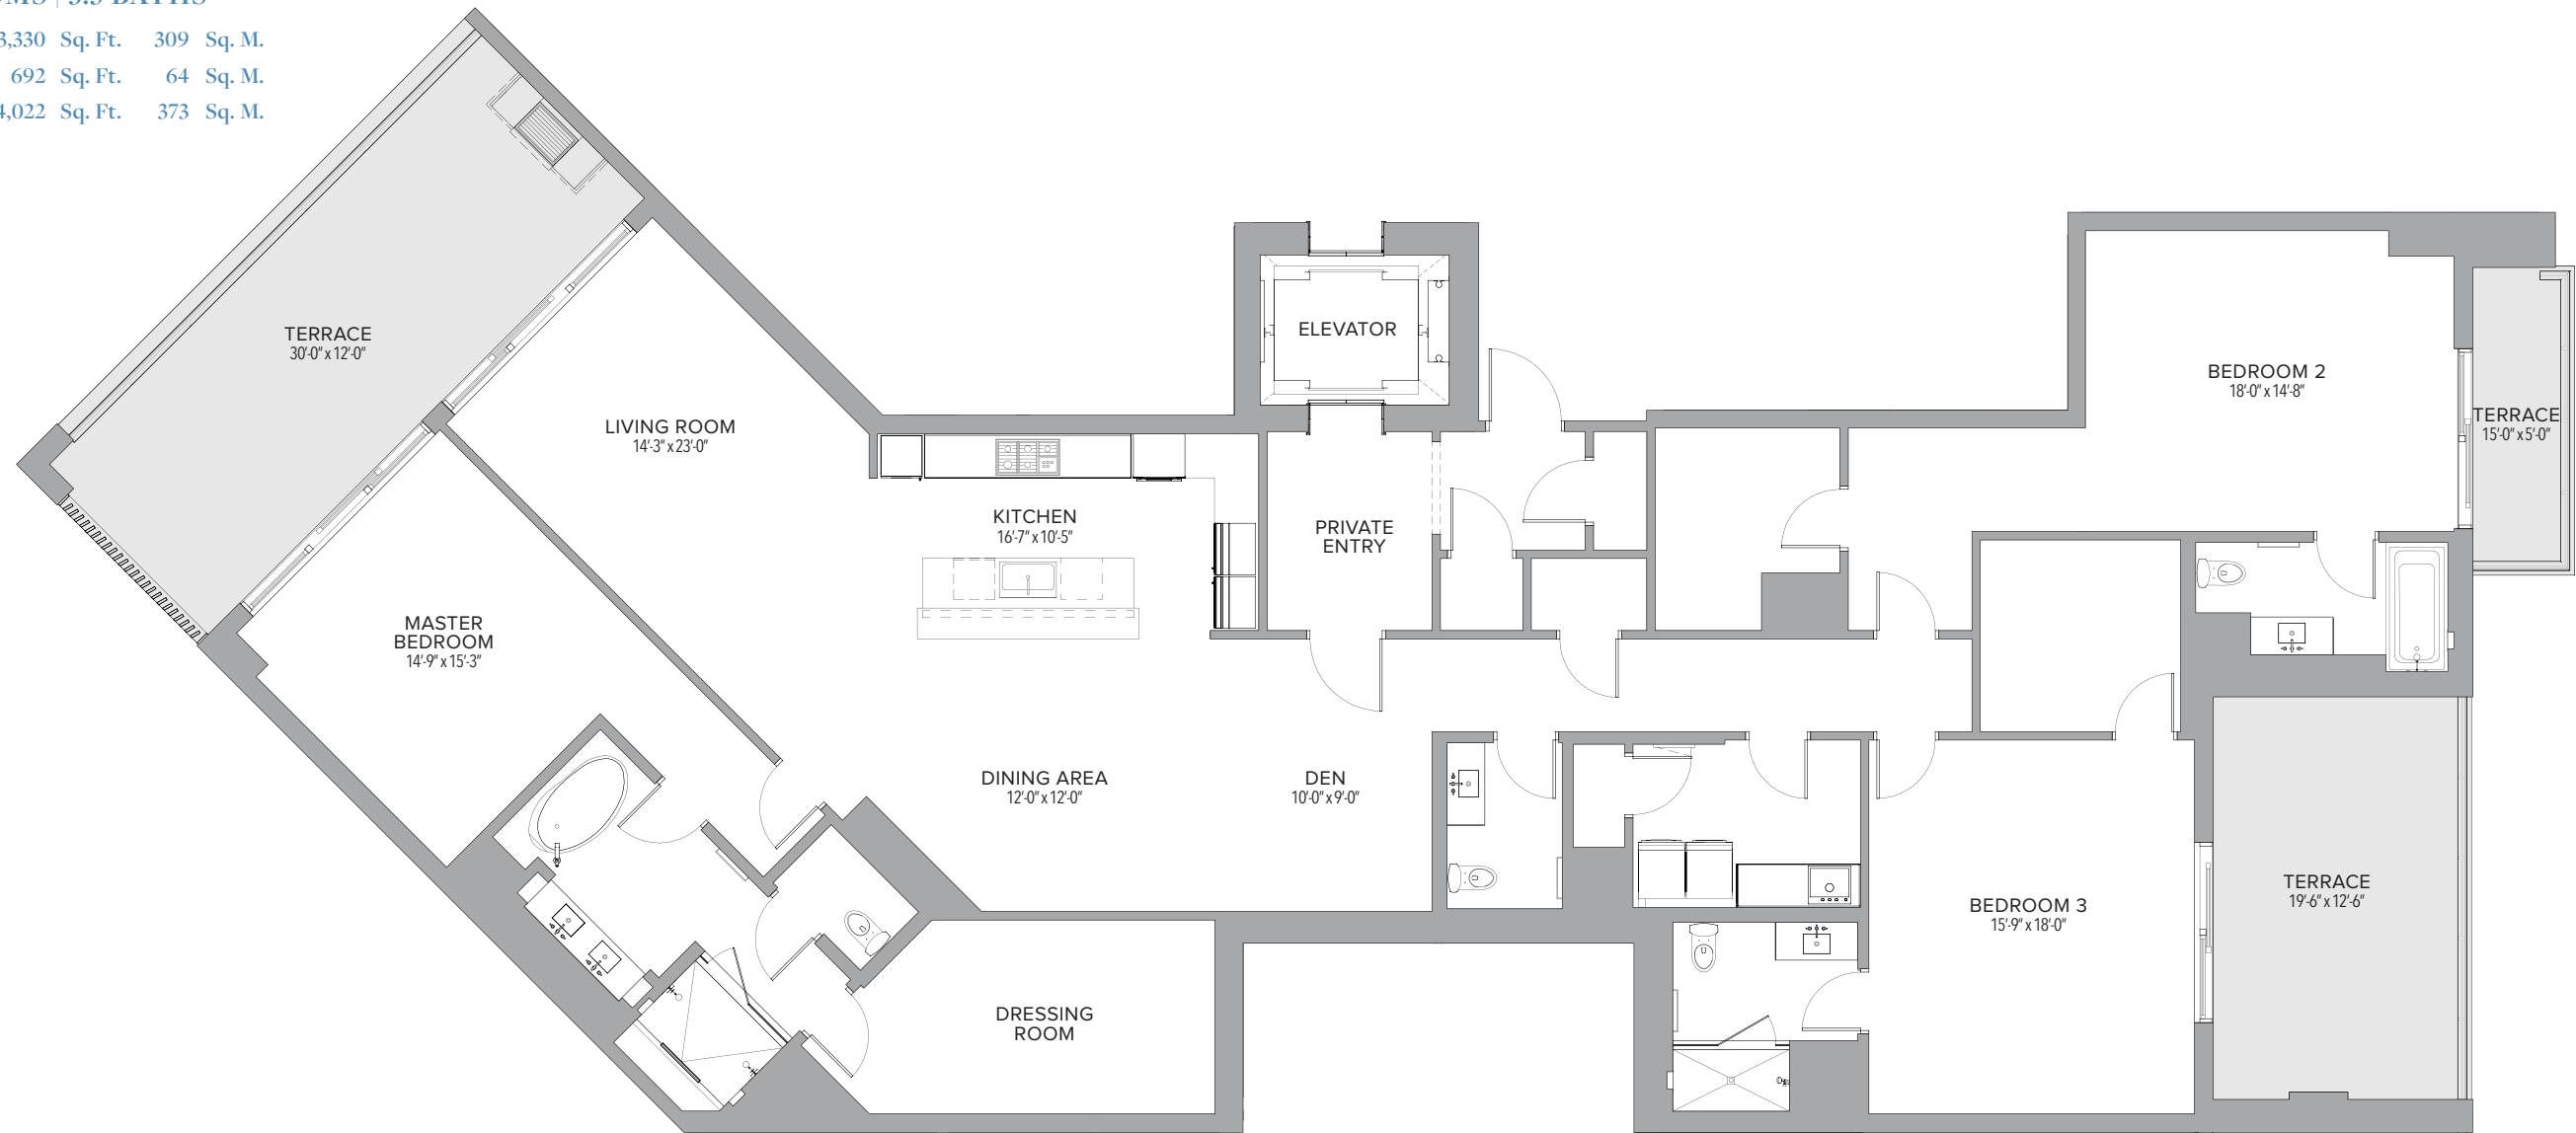 3.5 BATHS
3,330 Sq. Ft. 309 Sq. M.
692 Sq. Ft. 64 Sq. M.
4,022 Sq. Ft. 373 Sq. M.
TERRACE
30'-0" x 12'-0"
LIVING ROOM
14'-3" x 23'-0"
ELEVATOR
BEDROOM 2
18'-0" x 14'-8"
TERRACE
15'-0" x 5'-0"
KITCHEN
16'-7" x 10'-5"
PRIVATE
ENTRY
MASTER
BEDROOM
14'-9" x 15'-3"
DINING AREA
12'-0" x 12'-0"
DEN
10'-0" x 9'-0"
BEDROOM 3
15'-9" x 18'-0"
TERRACE
19'-6" x 12'-6"
DRESSING
ROOM